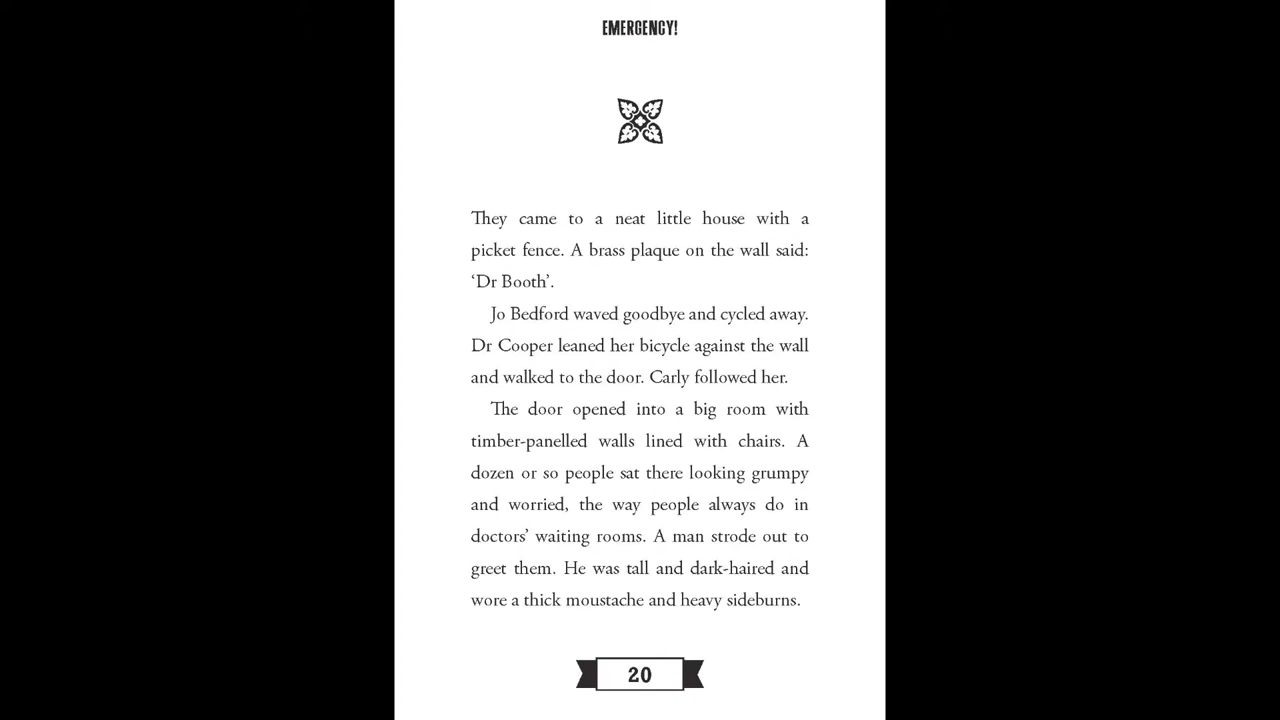 EMERGENCY!
They came to a neat little house with a
picket fence. A brass plaque on the wall said:
‘Dr Booth’.
Jo Bedford waved goodbye and cycled away.
Dr Cooper leaned her bicycle against the wall
and walked to the door. Carly followed her.
The door opened into a big room with
timber-panelled walls lined with chairs. A
dozen or so people sat there looking grumpy
and worried, the way people always do in
doctors’ waiting rooms. A man strode out to
greet them. He was tall and dark-haired and
wore a thick moustache and heavy sideburns.
20